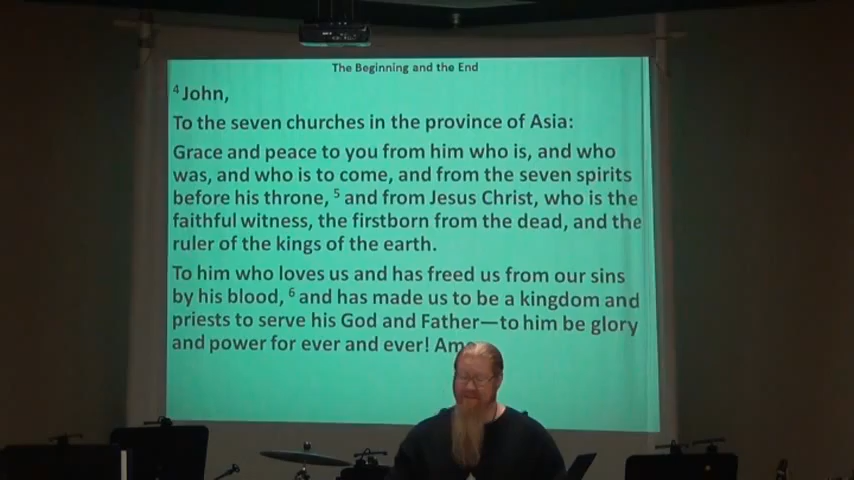 The Beginning and the End
4 John,
To the seven churches in the province of Asia:
Grace and peace to you from him who is, and who
was, and who is to come, and from the seven spirits
before his throne, 5 and from Jesus Christ, who is the
faithful witness, the firstborn from the dead, and the
ruler of the kings of the earth.
To him who loves us and has freed us from our sins
by his blood, 6 and has made us to be a kingdom and
priests to serve his God and Father—to him be glory
and power for ever and ever!